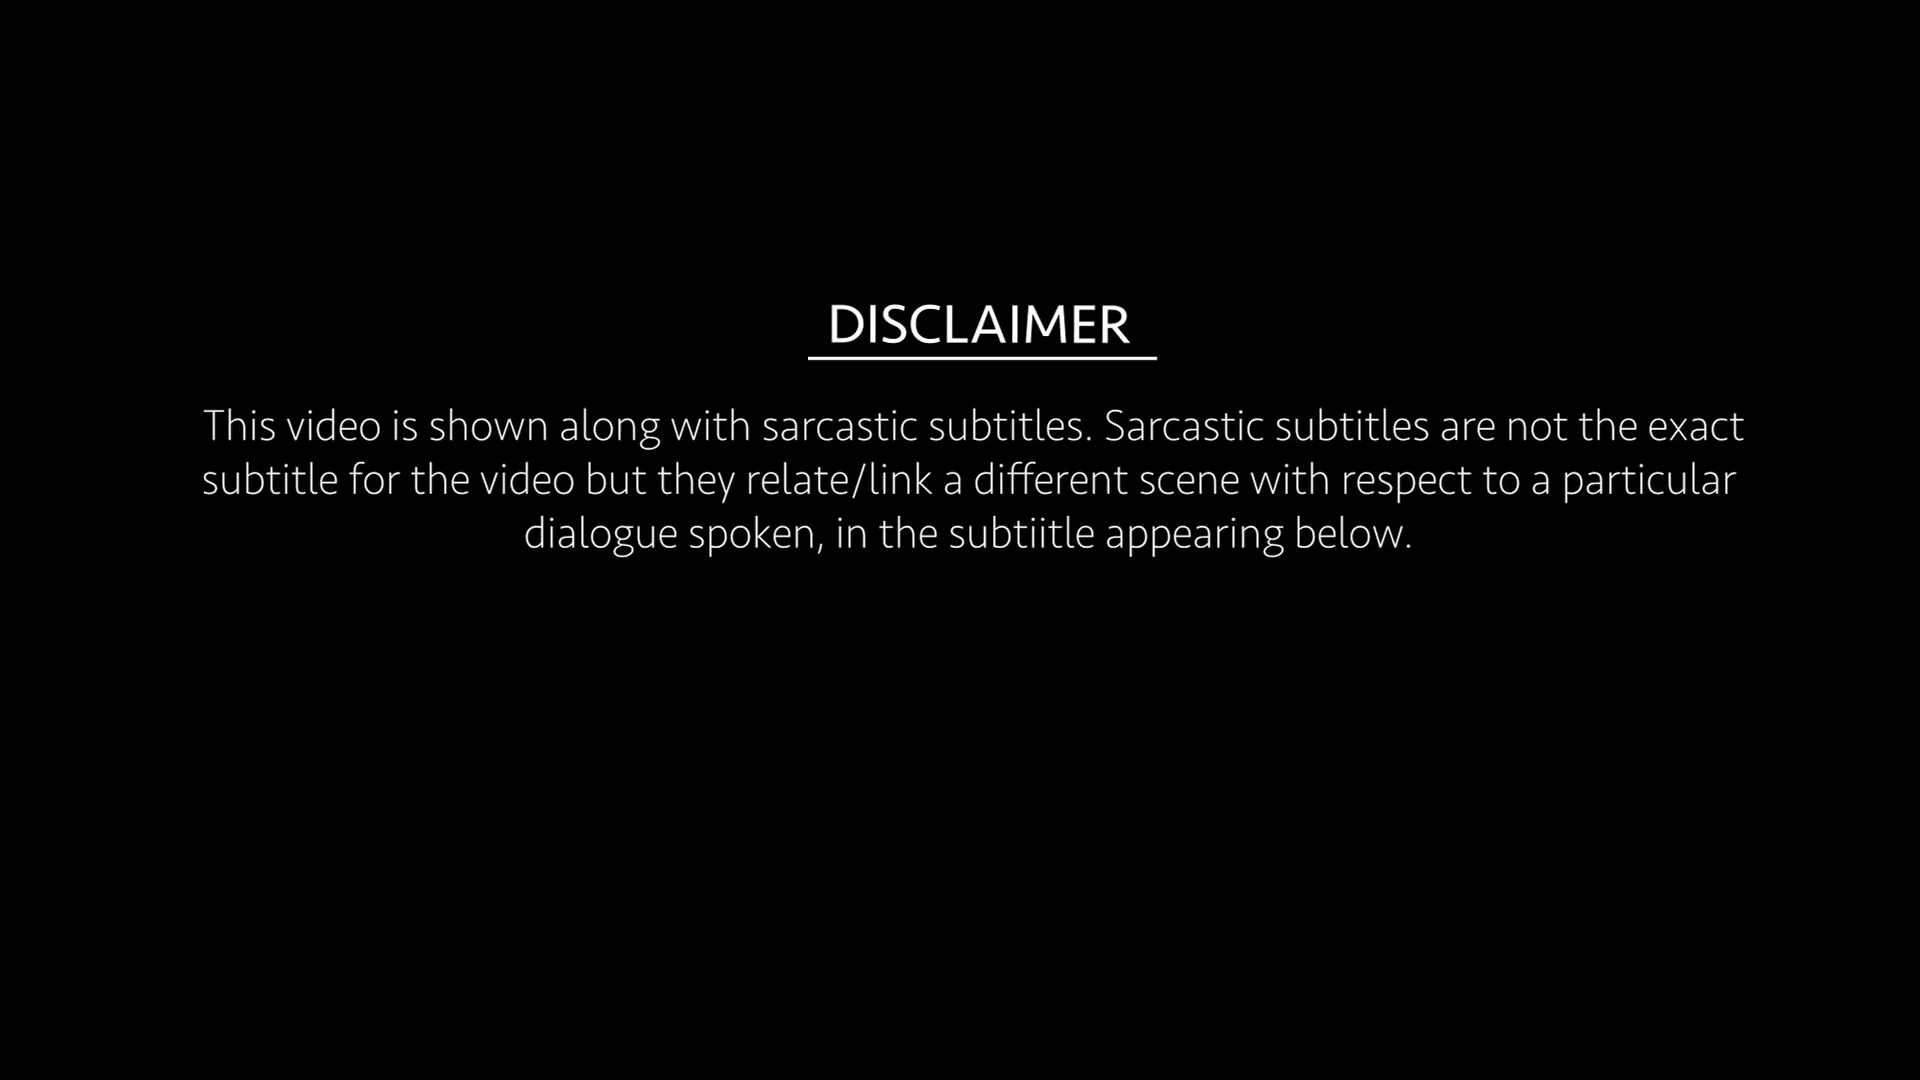 DISCLAIMER
This video is shown along with sarcastic subtitles. Sarcastic subtitles are not the exact
subtitle for the video but they relate/link a different scene with respect to a particular
dialogue spoken, in the subtiitle appearing below.